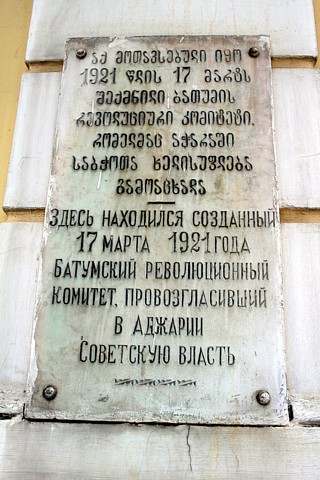 აქ მოთავსებული იყო
1921 წლის 17 მარტს
შექმნილი ბათუმის
რევოლუციური კომიტეტი,
რომელმაც აჭარაში
საბჭოთა ხელისუფლება
გამოაცხადა
ЗДЕСЬ НАХОДИЛСЯ СОЗДАННЫЙ
17 МАРТА 1921 ГОДА
БАТУМСКИЙ РЕВОЛЮЦИОННЫЙ
КОМИТЕТ, ПРОВОЗГЛАСИВШИЙ
В АДЖАРИИ
СОВЕТСКУЮ ВЛАСТЬ